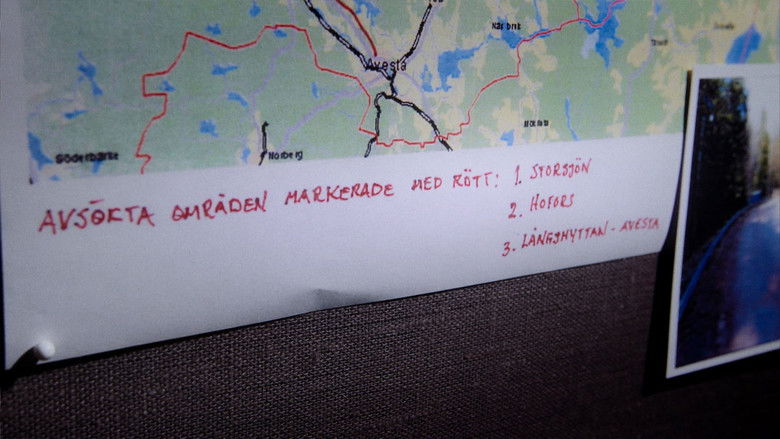 Avesta
Söderbärke
Norberg
AVSÖKTA OMRÅDEN MARKERADE MED RÖTT: 1. STORSJÖN
2. HOFORS
3. LÅNGSHYTTAN - AVESTA